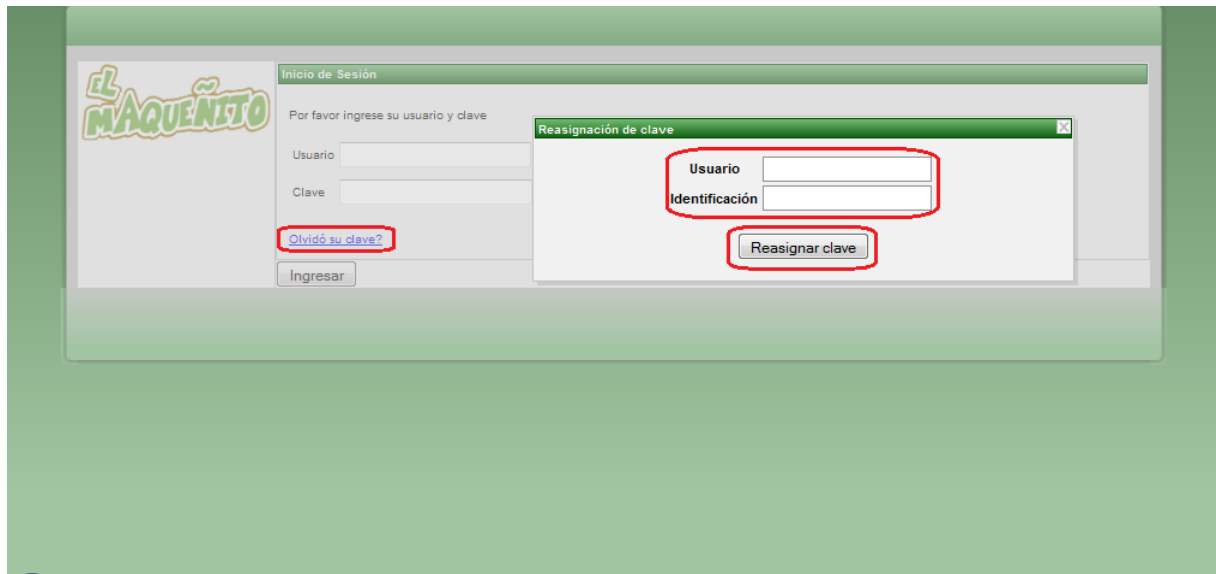 EL
MAQUEÑITO
Inicio de Sesión
Por favor ingrese su usuario y clave
Usuario
Clave
Olvidó su clave?
Ingresar
Reasignación de clave
Usuario
Identificación
Reasignar clave